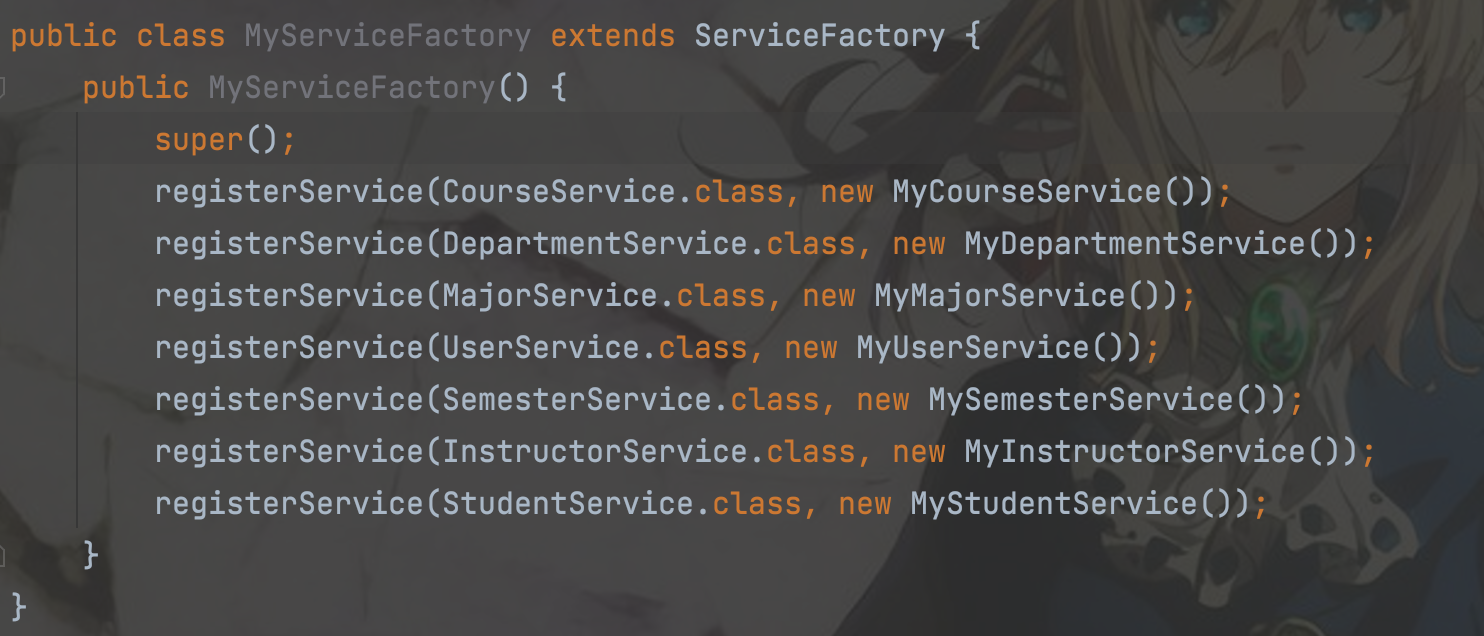 public class MyServiceFactory extends ServiceFactory {
    public MyServiceFactory() {
        super();
        registerService(CourseService.class, new MyCourseService());
        registerService(DepartmentService.class, new MyDepartmentService());
        registerService(MajorService.class, new MyMajorService());
        registerService(UserService.class, new MyUserService());
        registerService(SemesterService.class, new MySemesterService());
        registerService(InstructorService.class, new MyInstructorService());
        registerService(StudentService.class, new MyStudentService());
    }
}